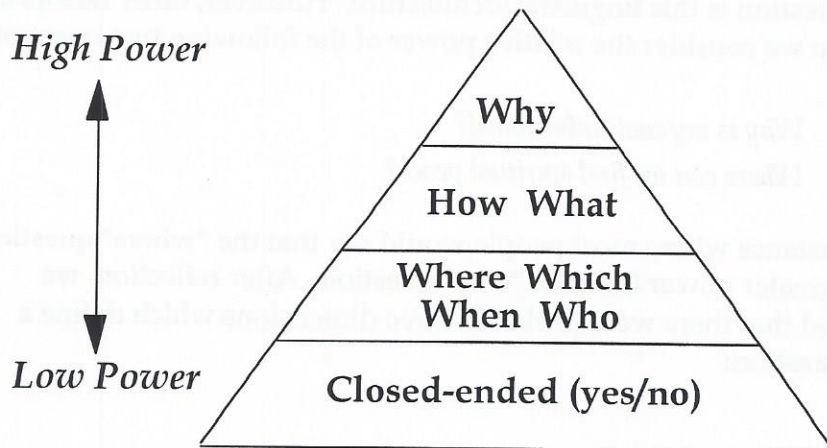 High Power
Why
How What
Where Which
When Who
Low Power
Closed-ended (yes/no)